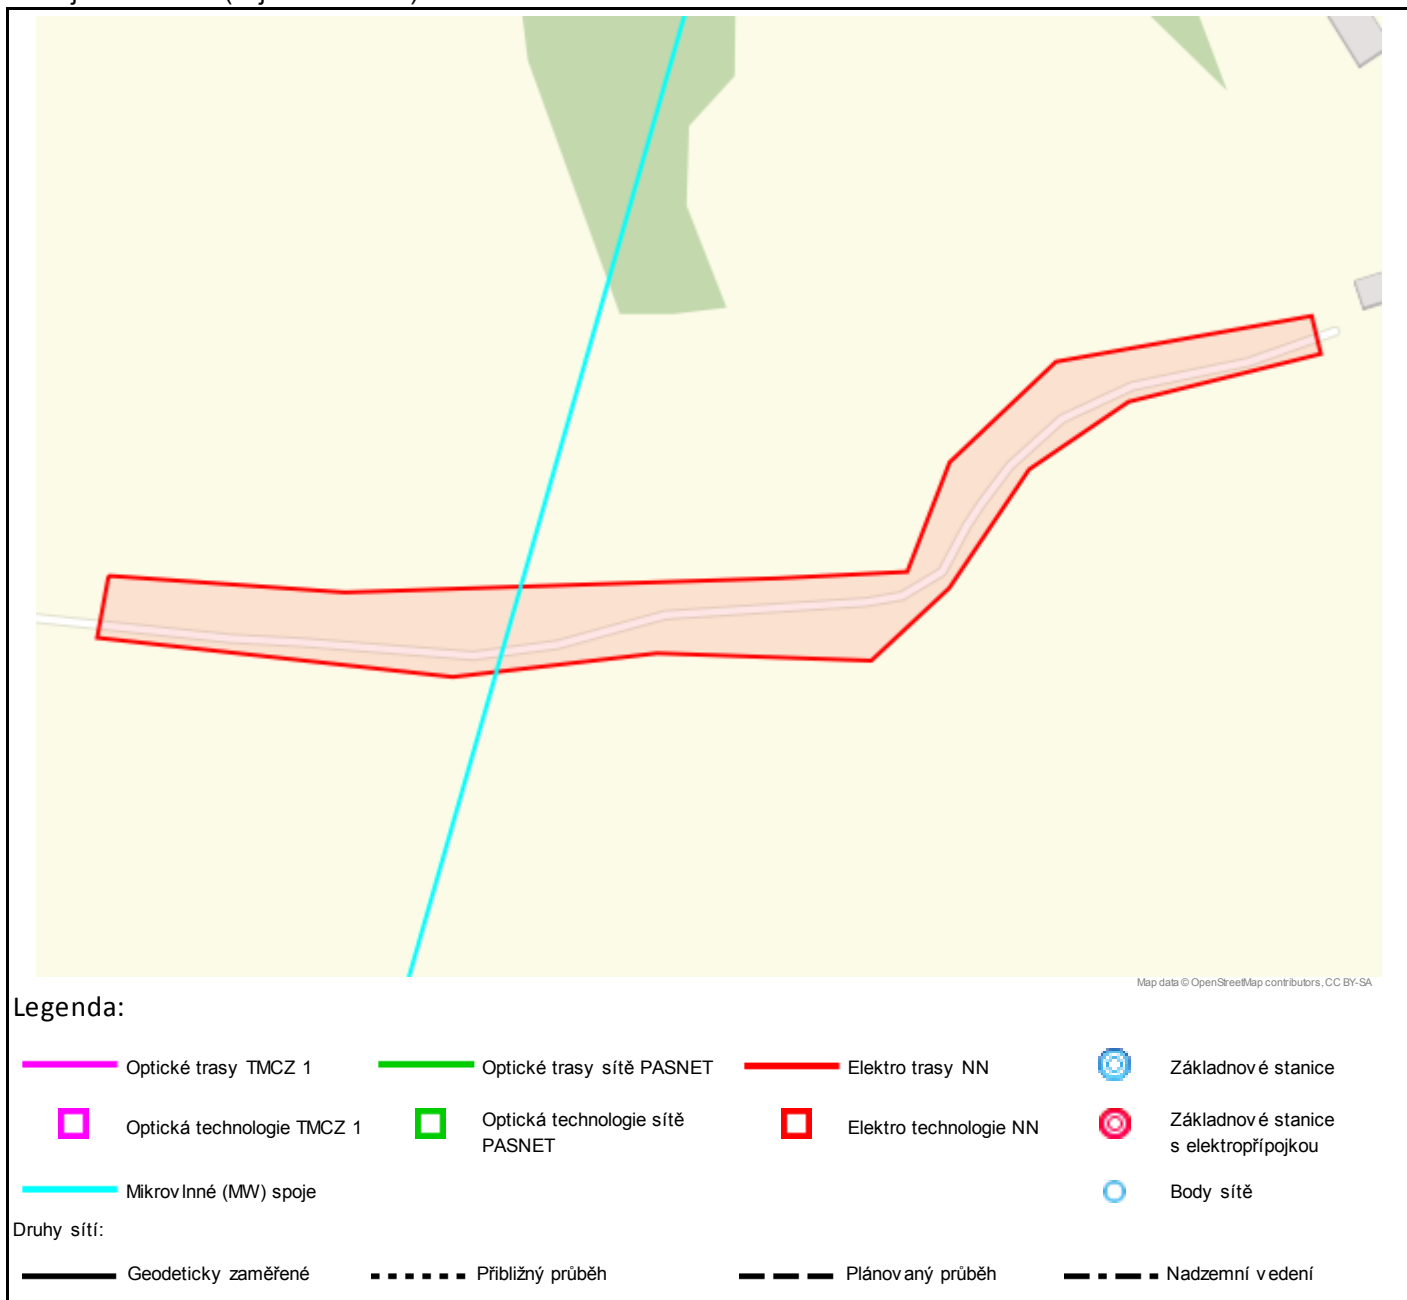 Map data © OpenStreetMap contributors, CC BY-SA
Legenda:
Optické trasy TMCZ 1
Optické trasy sítě PASNET
Elektro trasy NN
Základnové stanice
Optická technologie TMCZ 1
Optická technologie sítě
PASNET
Elektro technologie NN
Základnové stanice
s elektropřípojkou
Mikrovlnné (MW) spoje
Body sítě
Druhy sítí:
Geodeticky zaměřené
Přibližný průběh
Plánovaný průběh
Nadzemní vedení